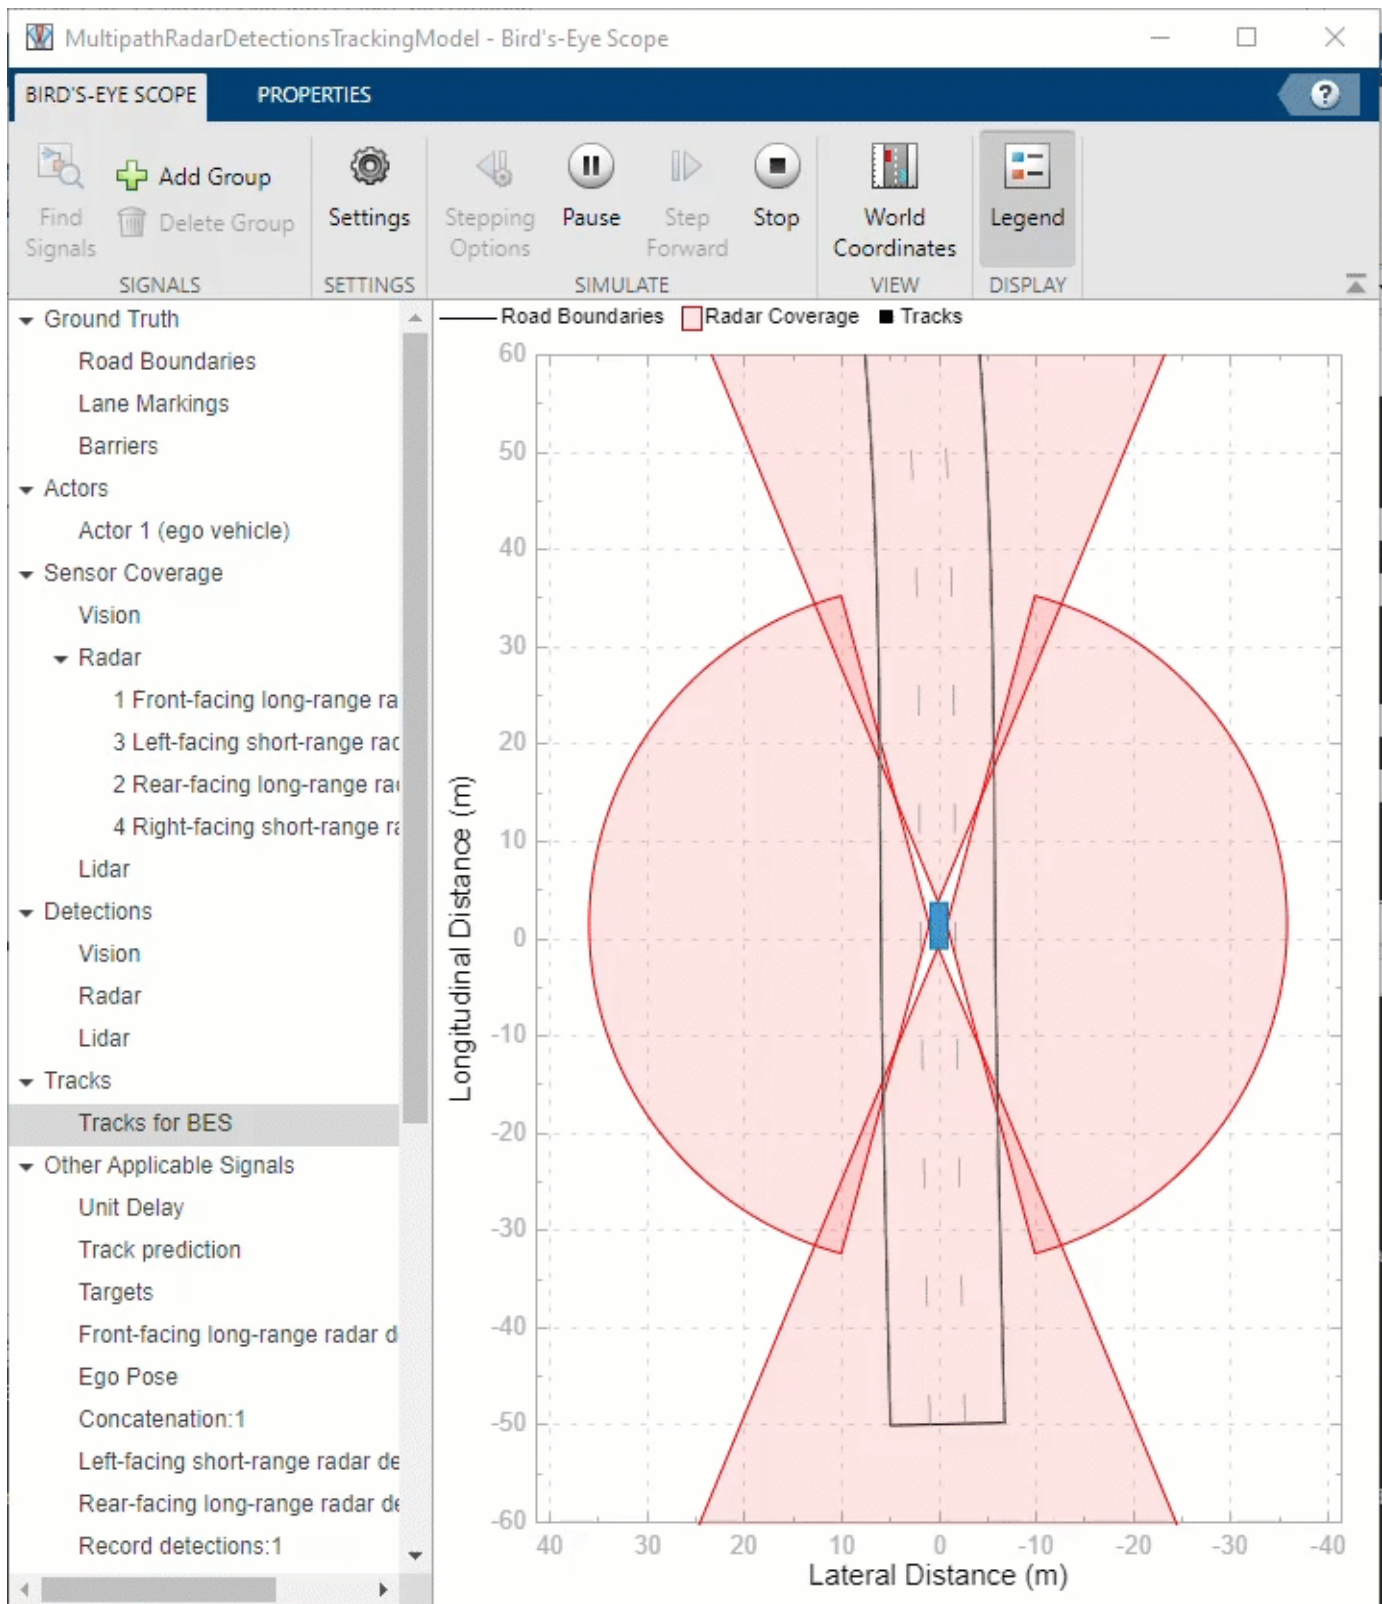 MultipathRadarDetectionsTrackingModel - Bird's-Eye Scope
BIRD'S-EYE SCOPE
PROPERTIES
?
Find Signals
Add Group
Delete Group
Settings
Stepping Options
Pause
Step Forward
Stop
World Coordinates
Legend
SIGNALS
SETTINGS
SIMULATE
VIEW
DISPLAY
Ground Truth
Road Boundaries
Lane Markings
Barriers
Actors
Actor 1 (ego vehicle)
Sensor Coverage
Vision
Radar
1 Front-facing long-range ra
3 Left-facing short-range rac
2 Rear-facing long-range ra
4 Right-facing short-range ra
Lidar
Detections
Vision
Radar
Lidar
Tracks
Tracks for BES
Other Applicable Signals
Unit Delay
Track prediction
Targets
Front-facing long-range radar d
Ego Pose
Concatenation:1
Left-facing short-range radar de
Rear-facing long-range radar de
Record detections:1
Road Boundaries
Radar Coverage
Tracks
60
50
40
30
20
10
0
-10
-20
-30
-40
-50
-60
Longitudinal Distance (m)
40 30 20 10 0 -10 -20 -30 -40
Lateral Distance (m)